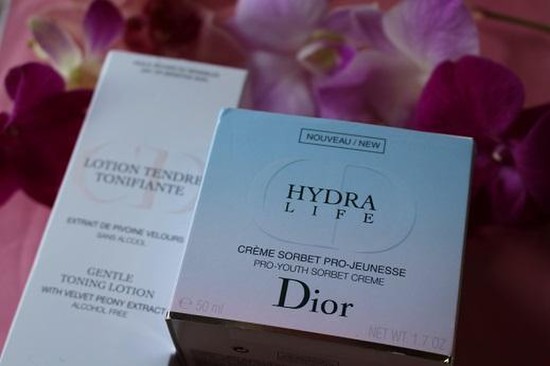 LOTION TENDRE
TONIFIANTE
EXTRAIT DE PIVOINE VELOURS
SANS ALCOOL
GENTLE
TONING LOTION
WITH VELVET PEONY EXTRACT
ALCOHOL FREE
NOUVEAU / NEW
HYDRA
LIFE
CRÈME SORBET PRO-JEUNESSE
PRO-YOUTH SORBET CREME
Dior
℮ 50 ml
NET WT. 1.7 OZ